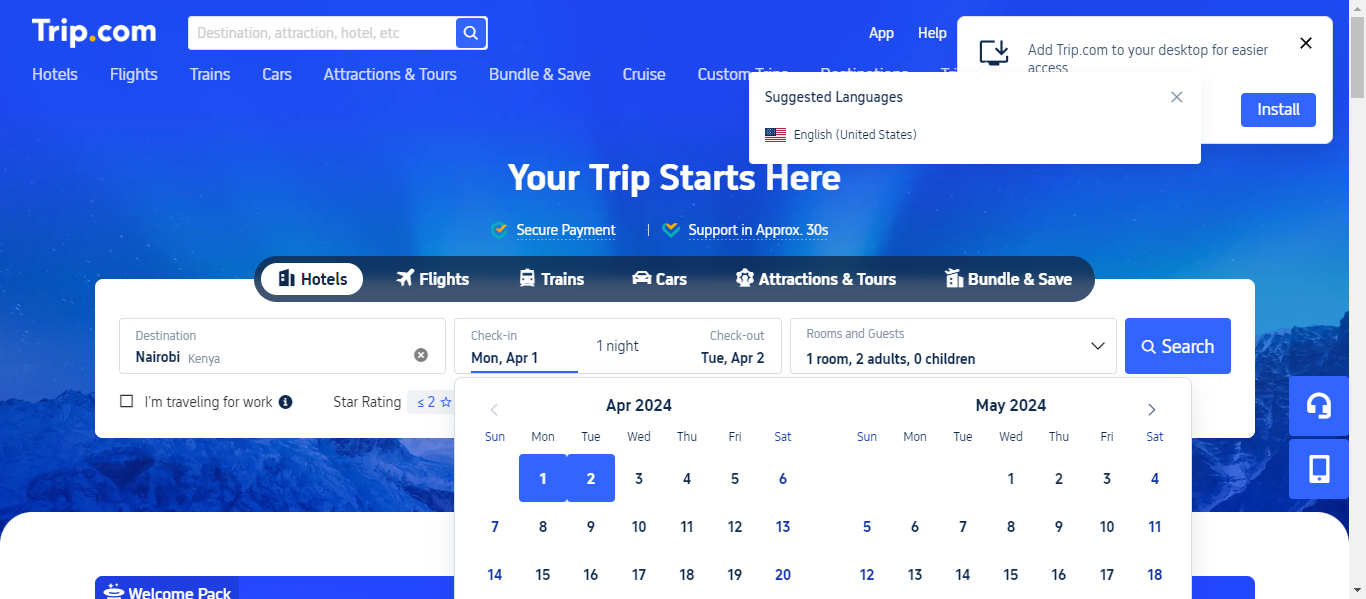 Trip.com
Destination, attraction, hotel, etc
App
Help
Add Trip.com to your desktop for easier
access
Install
Hotels
Flights
Trains
Cars
Attractions & Tours
Bundle & Save
Cruise
Custom Trips
Suggested Languages
English (United States)
Your Trip Starts Here
Secure Payment
Support in Approx. 30s
Hotels
Flights
Trains
Cars
Attractions & Tours
Bundle & Save
Destination
Nairobi Kenya
Check-in
Mon, Apr 1
1 night
Check-out
Tue, Apr 2
Rooms and Guests
1 room, 2 adults, 0 children
Search
I'm traveling for work
Star Rating
≤ 2
Apr 2024
Sun Mon Tue Wed Thu Fri Sat
1 2 3 4 5 6
7 8 9 10 11 12 13
14 15 16 17 18 19 20
May 2024
Sun Mon Tue Wed Thu Fri Sat
1 2 3 4
5 6 7 8 9 10 11
12 13 14 15 16 17 18
Welcome Pack